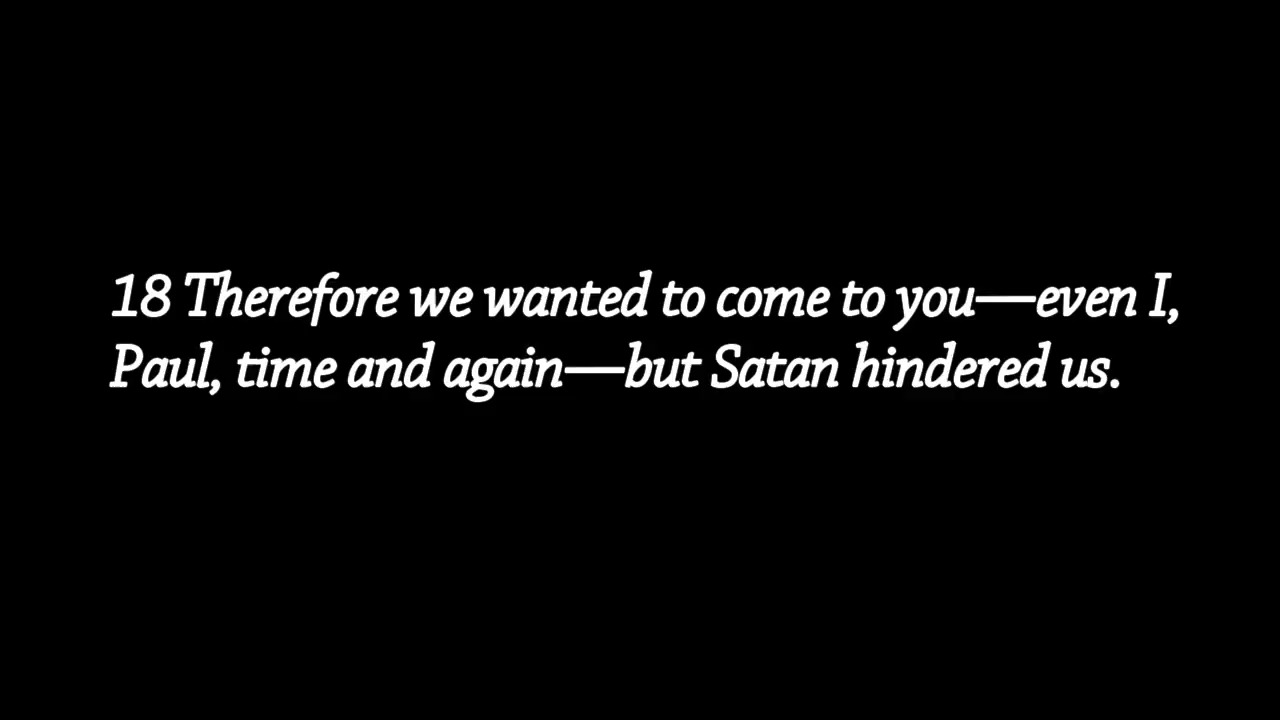 18 Therefore we wanted to come to you—even I,
Paul, time and again—but Satan hindered us.